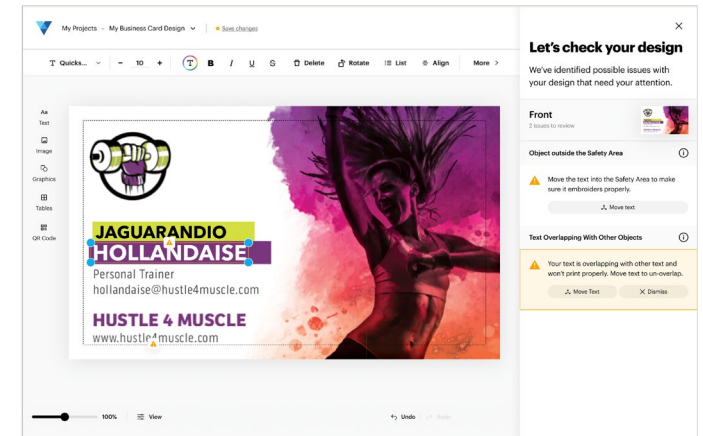 My Projects – My Business Card Design
Save changes
T Quicks... – 10 + T B I U S Delete Rotate List Align More >
Aa
Text
Image
Graphics
Tables
QR Code
JAGUARANDIO
HOLLANDAISE
Personal Trainer
hollandaise@hustle4muscle.com
HUSTLE 4 MUSCLE
www.hustle4muscle.com
100% View Undo Redo
Let's check your design
We've identified possible issues with
your design that need your attention.
Front
2 issues to review
Object outside the Safety Area
Move the text into the Safety Area to make
sure it embroiders properly.
Move text
Text Overlapping With Other Objects
Your text is overlapping with other text and
won't print properly. Move text to un-overlap.
Move Text
Dismiss